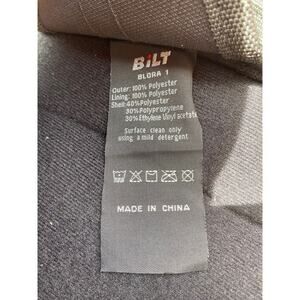 BiLT
BLORA 1
Outer: 100% Polyester
Lining: 100% Polyester
Shell:40%Polyester
30%Polypropylene
30%Ethylene Vinyl acetate
Surface clean only
using a mild detergent
MADE IN CHINA